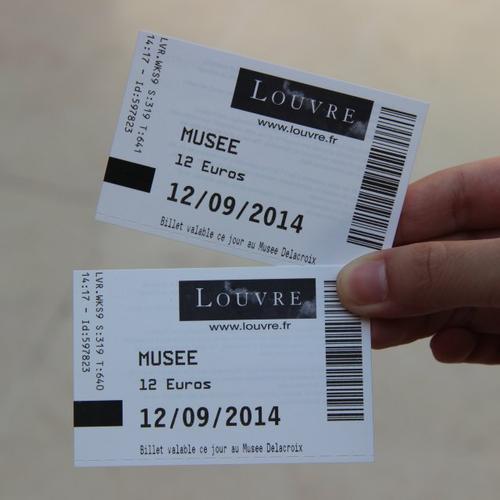 LVR.WKS9 S:319 T:641
14:17 - Id:597823
LOUVRE
www.louvre.fr
MUSEE
12 Euros
12/09/2014
Billet valable ce jour au Musee Delacroix
LVR.WKS9 S:319 T:640
14:17 - Id:597823
LOUVRE
www.louvre.fr
MUSEE
12 Euros
12/09/2014
Billet valable ce jour au Musee Delacroix